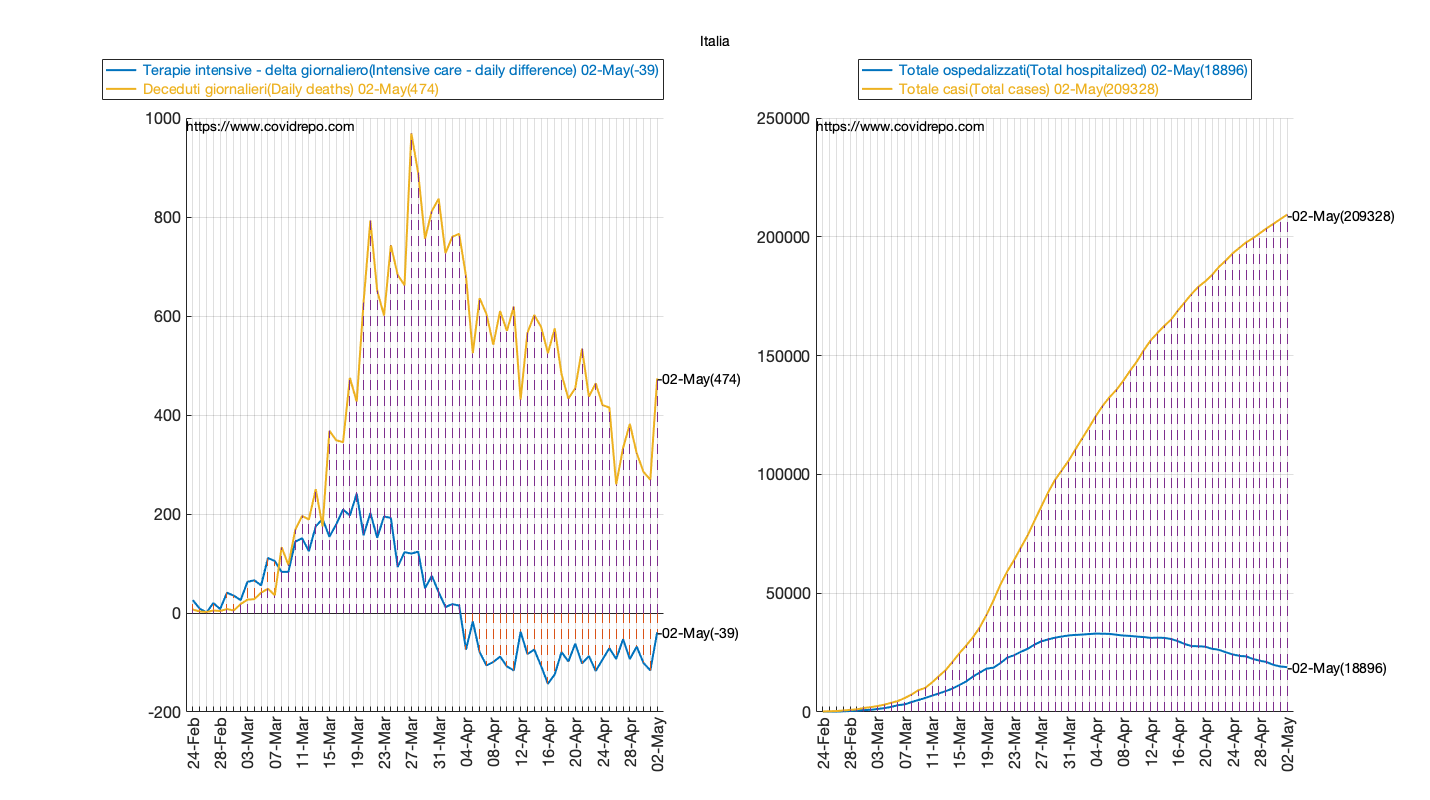 Italia
Terapie intensive - delta giornaliero(Intensive care - daily difference) 02-May(-39)
Deceduti giornalieri(Daily deaths) 02-May(474)
https://www.covidrepo.com
1000
800
600
400
200
0
-200
02-May(474)
02-May(-39)
24-Feb
28-Feb
03-Mar
07-Mar
11-Mar
15-Mar
19-Mar
23-Mar
27-Mar
31-Mar
04-Apr
08-Apr
12-Apr
16-Apr
20-Apr
24-Apr
28-Apr
02-May
Totale ospedalizzati(Total hospitalized) 02-May(18896)
Totale casi(Total cases) 02-May(209328)
https://www.covidrepo.com
250000
200000
150000
100000
50000
0
02-May(209328)
02-May(18896)
24-Feb
28-Feb
03-Mar
07-Mar
11-Mar
15-Mar
19-Mar
23-Mar
27-Mar
31-Mar
04-Apr
08-Apr
12-Apr
16-Apr
20-Apr
24-Apr
28-Apr
02-May